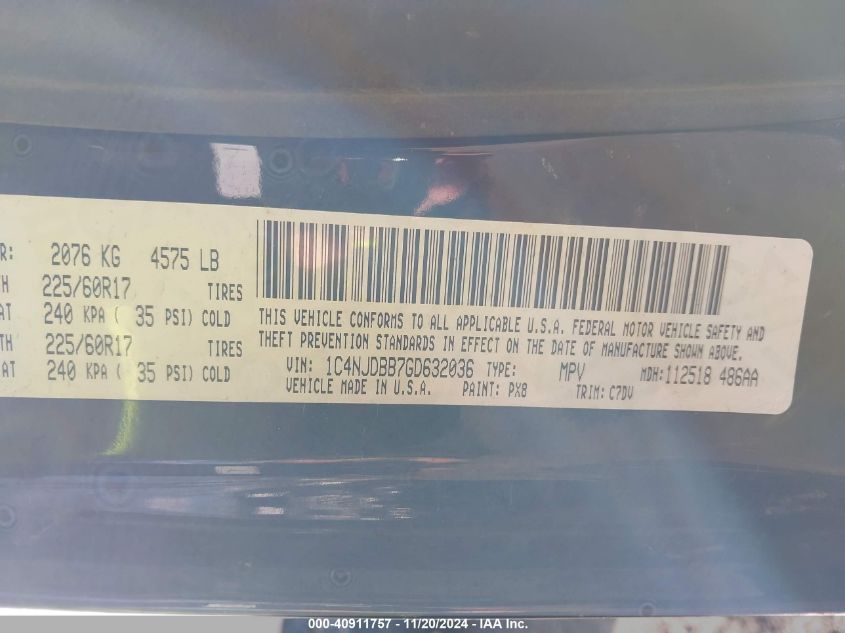 R: 2076 KG 4575 LB
TH 225/60R17 TIRES
AT 240 KPA ( 35 PSI) COLD
TH 225/60R17 TIRES
AT 240 KPA ( 35 PSI) COLD
THIS VEHICLE CONFORMS TO ALL APPLICABLE U.S.A. FEDERAL MOTOR VEHICLE SAFETY AND
THEFT PREVENTION STANDARDS IN EFFECT ON THE DATE OF MANUFACTURE SHOWN ABOVE.
VIN: 1C4NJDBB7GD632036 TYPE: MPV MDH:112518 486AA
VEHICLE MADE IN U.S.A. PAINT: PX8 TRIM: C7DV
000-40911757 - 11/20/2024 - IAA Inc.